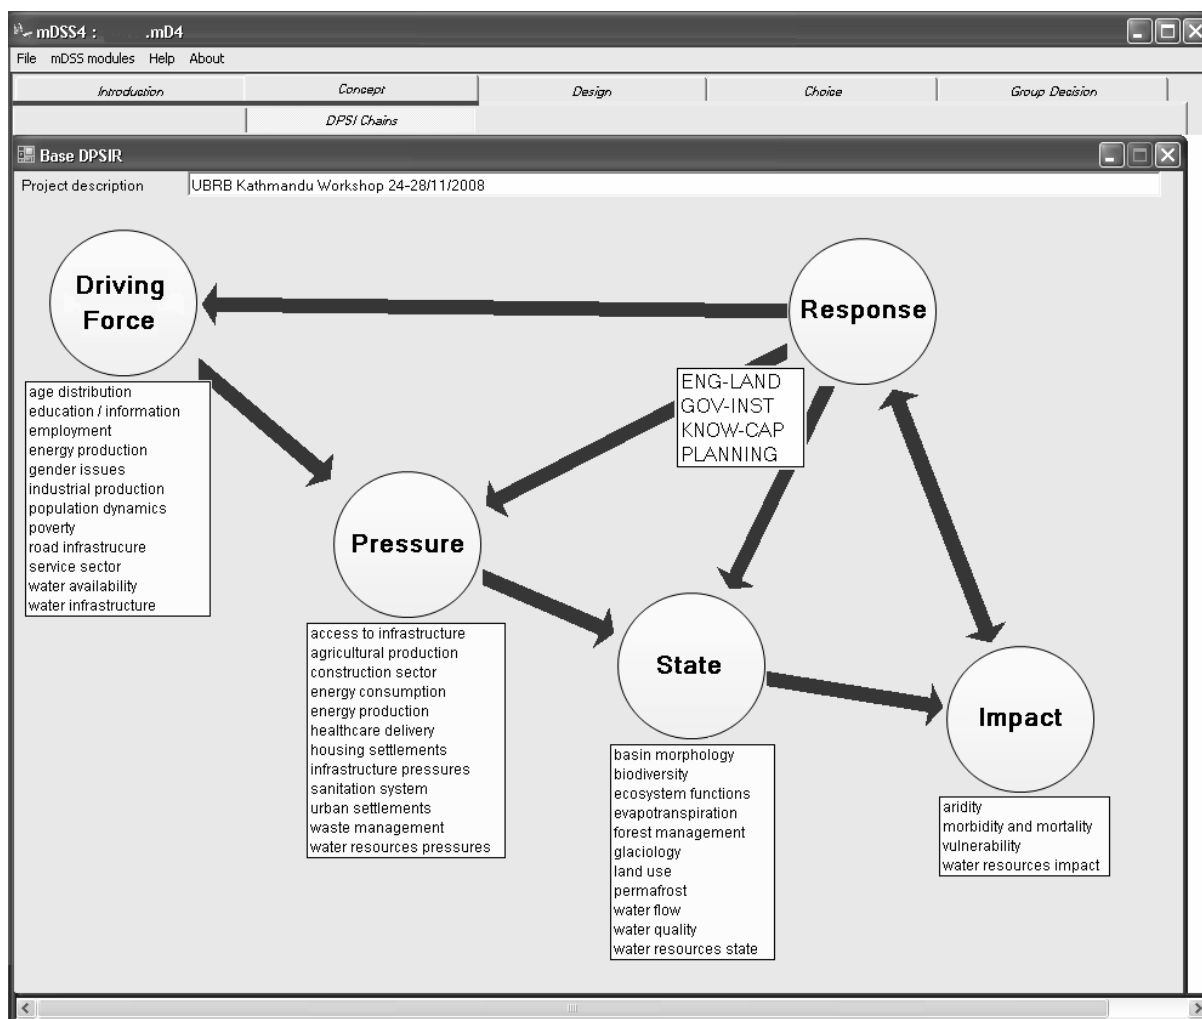 mDSS4 : .mD4
File mDSS modules Help About
Introduction Concept Design Choice Group Decision
DPSI Chains
Base DPSIR
Project description UBRB Kathmandu Workshop 24-28/11/2008
Driving
Force
Response
age distribution
education / information
employment
energy production
gender issues
industrial production
population dynamics
poverty
road infrastrucure
service sector
water availability
water infrastructure
ENG-LAND
GOV-INST
KNOW-CAP
PLANNING
Pressure
access to infrastructure
agricultural production
construction sector
energy consumption
energy production
healthcare delivery
housing settlements
infrastructure pressures
sanitation system
urban settlements
waste management
water resources pressures
State
basin morphology
biodiversity
ecosystem functions
evapotranspiration
forest management
glaciology
land use
permafrost
water flow
water quality
water resources state
Impact
aridity
morbidity and mortality
vulnerability
water resources impact